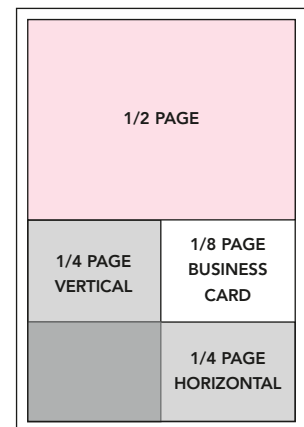 1/2 PAGE
1/4 PAGE
VERTICAL
1/8 PAGE
BUSINESS
CARD
1/4 PAGE
HORIZONTAL